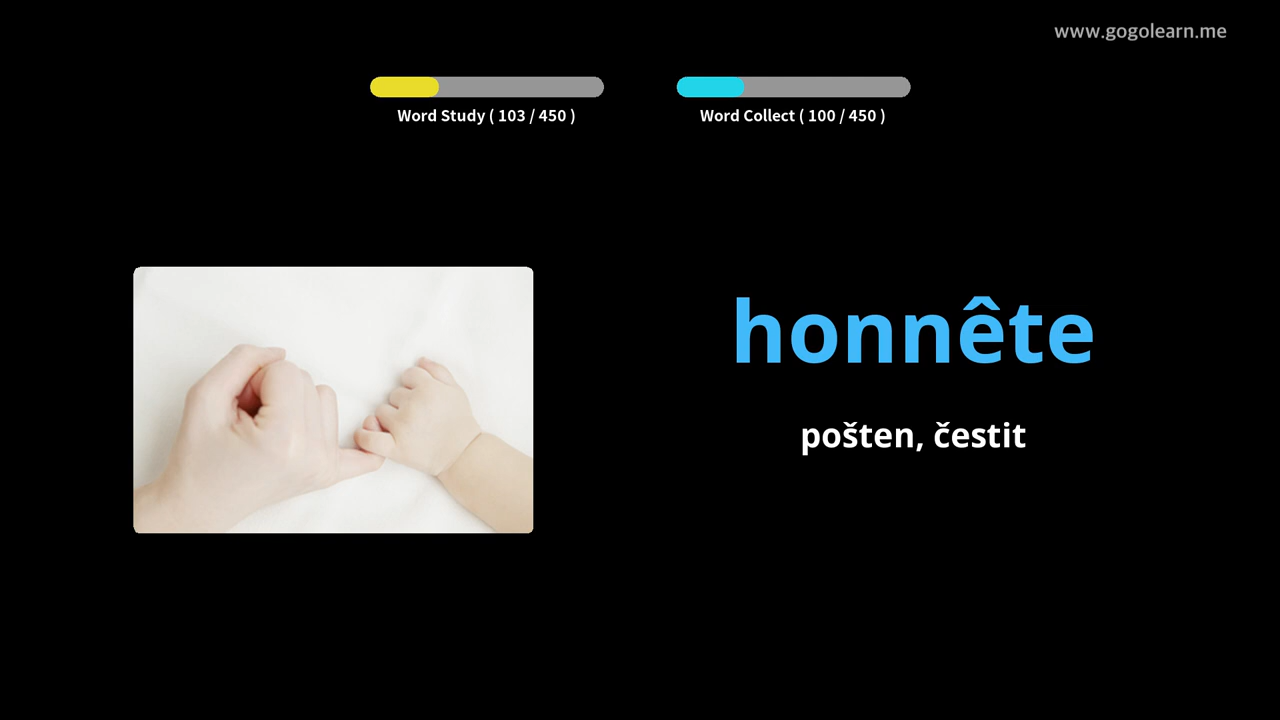 www.gogolearn.me
Word Study ( 103 / 450 )
Word Collect ( 100 / 450 )
honnête
pošten, čestit